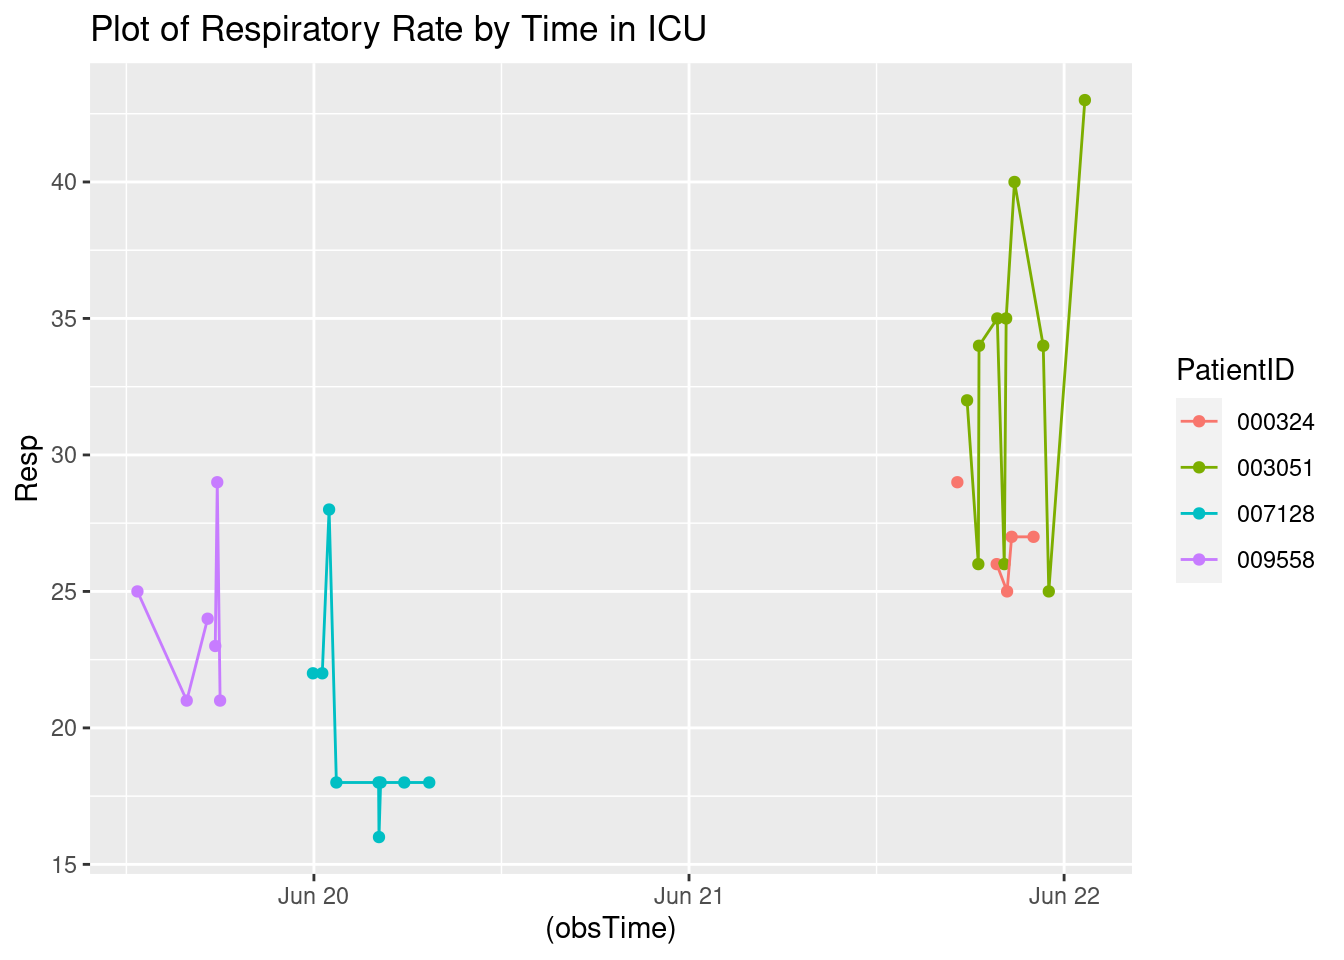 Plot of Respiratory Rate by Time in ICU
40
35
30
25
20
15
Resp
Jun 20
Jun 21
Jun 22
(obsTime)
PatientID
000324
003051
007128
009558